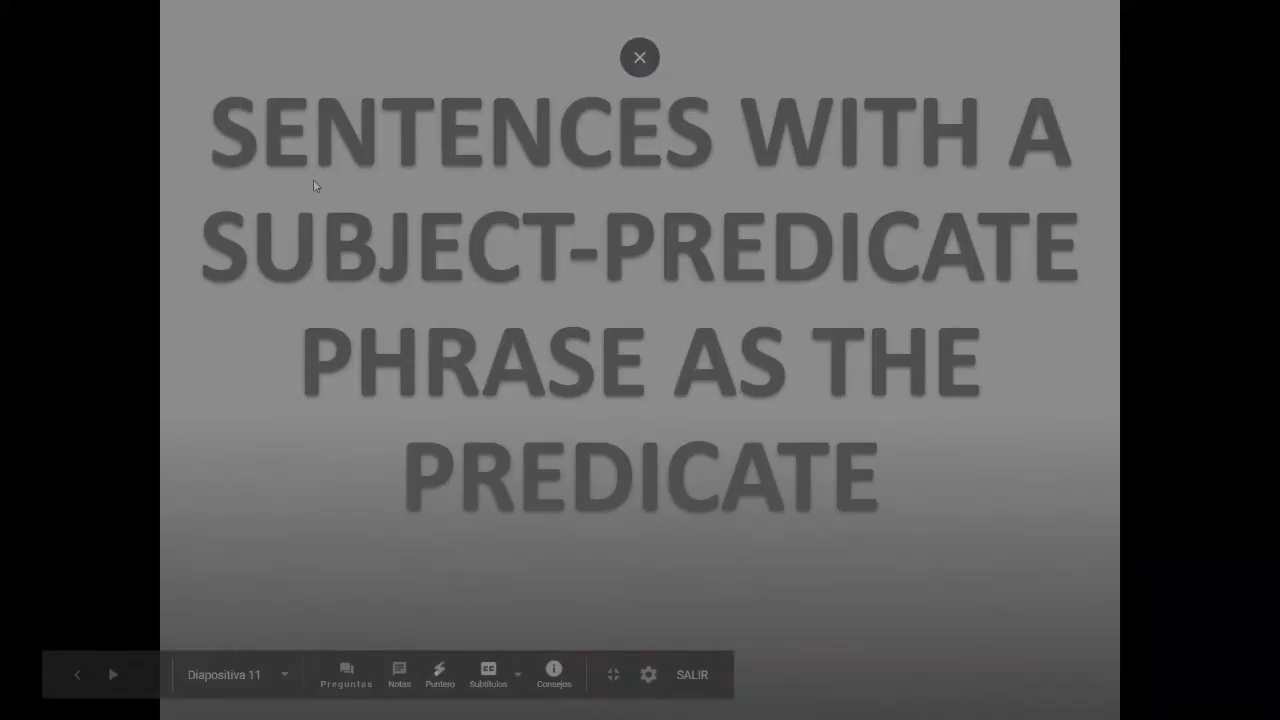 SENTENCES WITH A
SUBJECT-PREDICATE
PHRASE AS THE
PREDICATE
Diapositiva 11
Preguntas
Notas
Puntero
Subtítulos
Consejos
SALIR